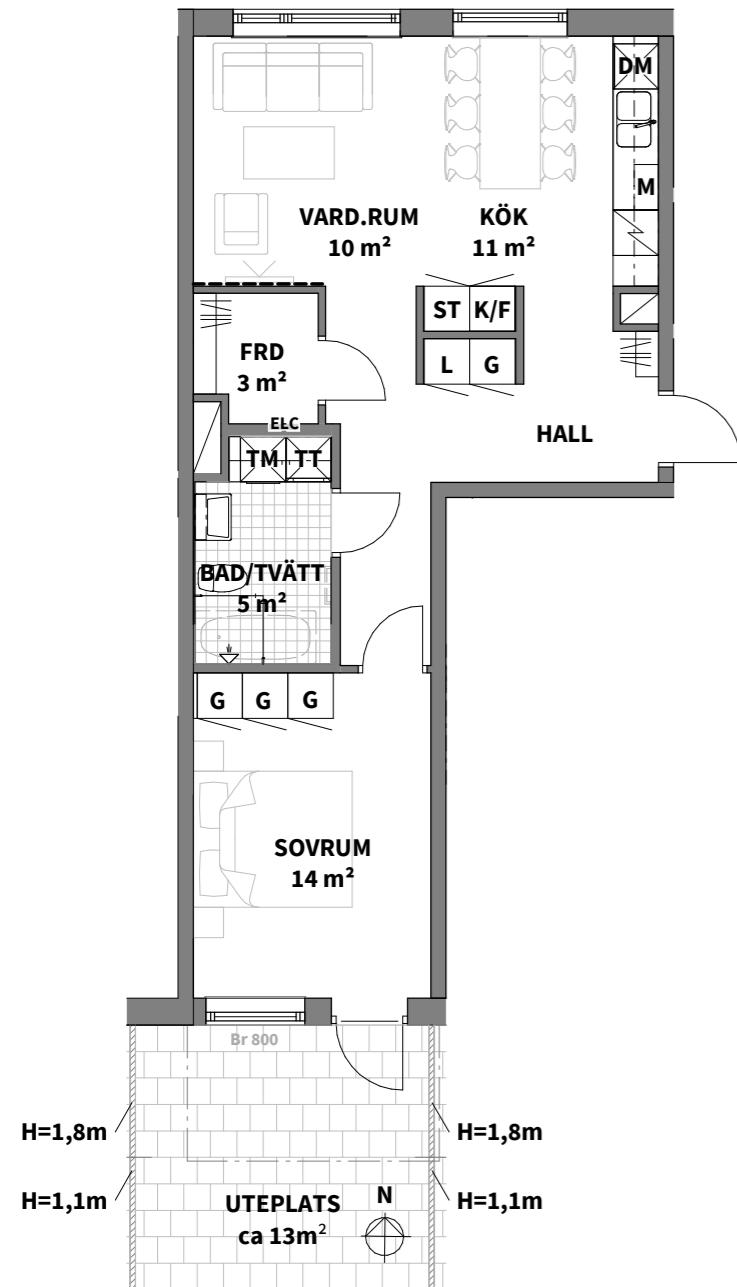 DM
M
VARD.RUM
10 m²
KÖK
11 m²
ST K/F
L G
FRD
3 m²
HALL
ELC
TM TT
BAD/TVÄTT
5 m²
G G G
SOVRUM
14 m²
Br 800
H=1,8m
H=1,8m
H=1,1m
H=1,1m
UTEPLATS
ca 13m²
N